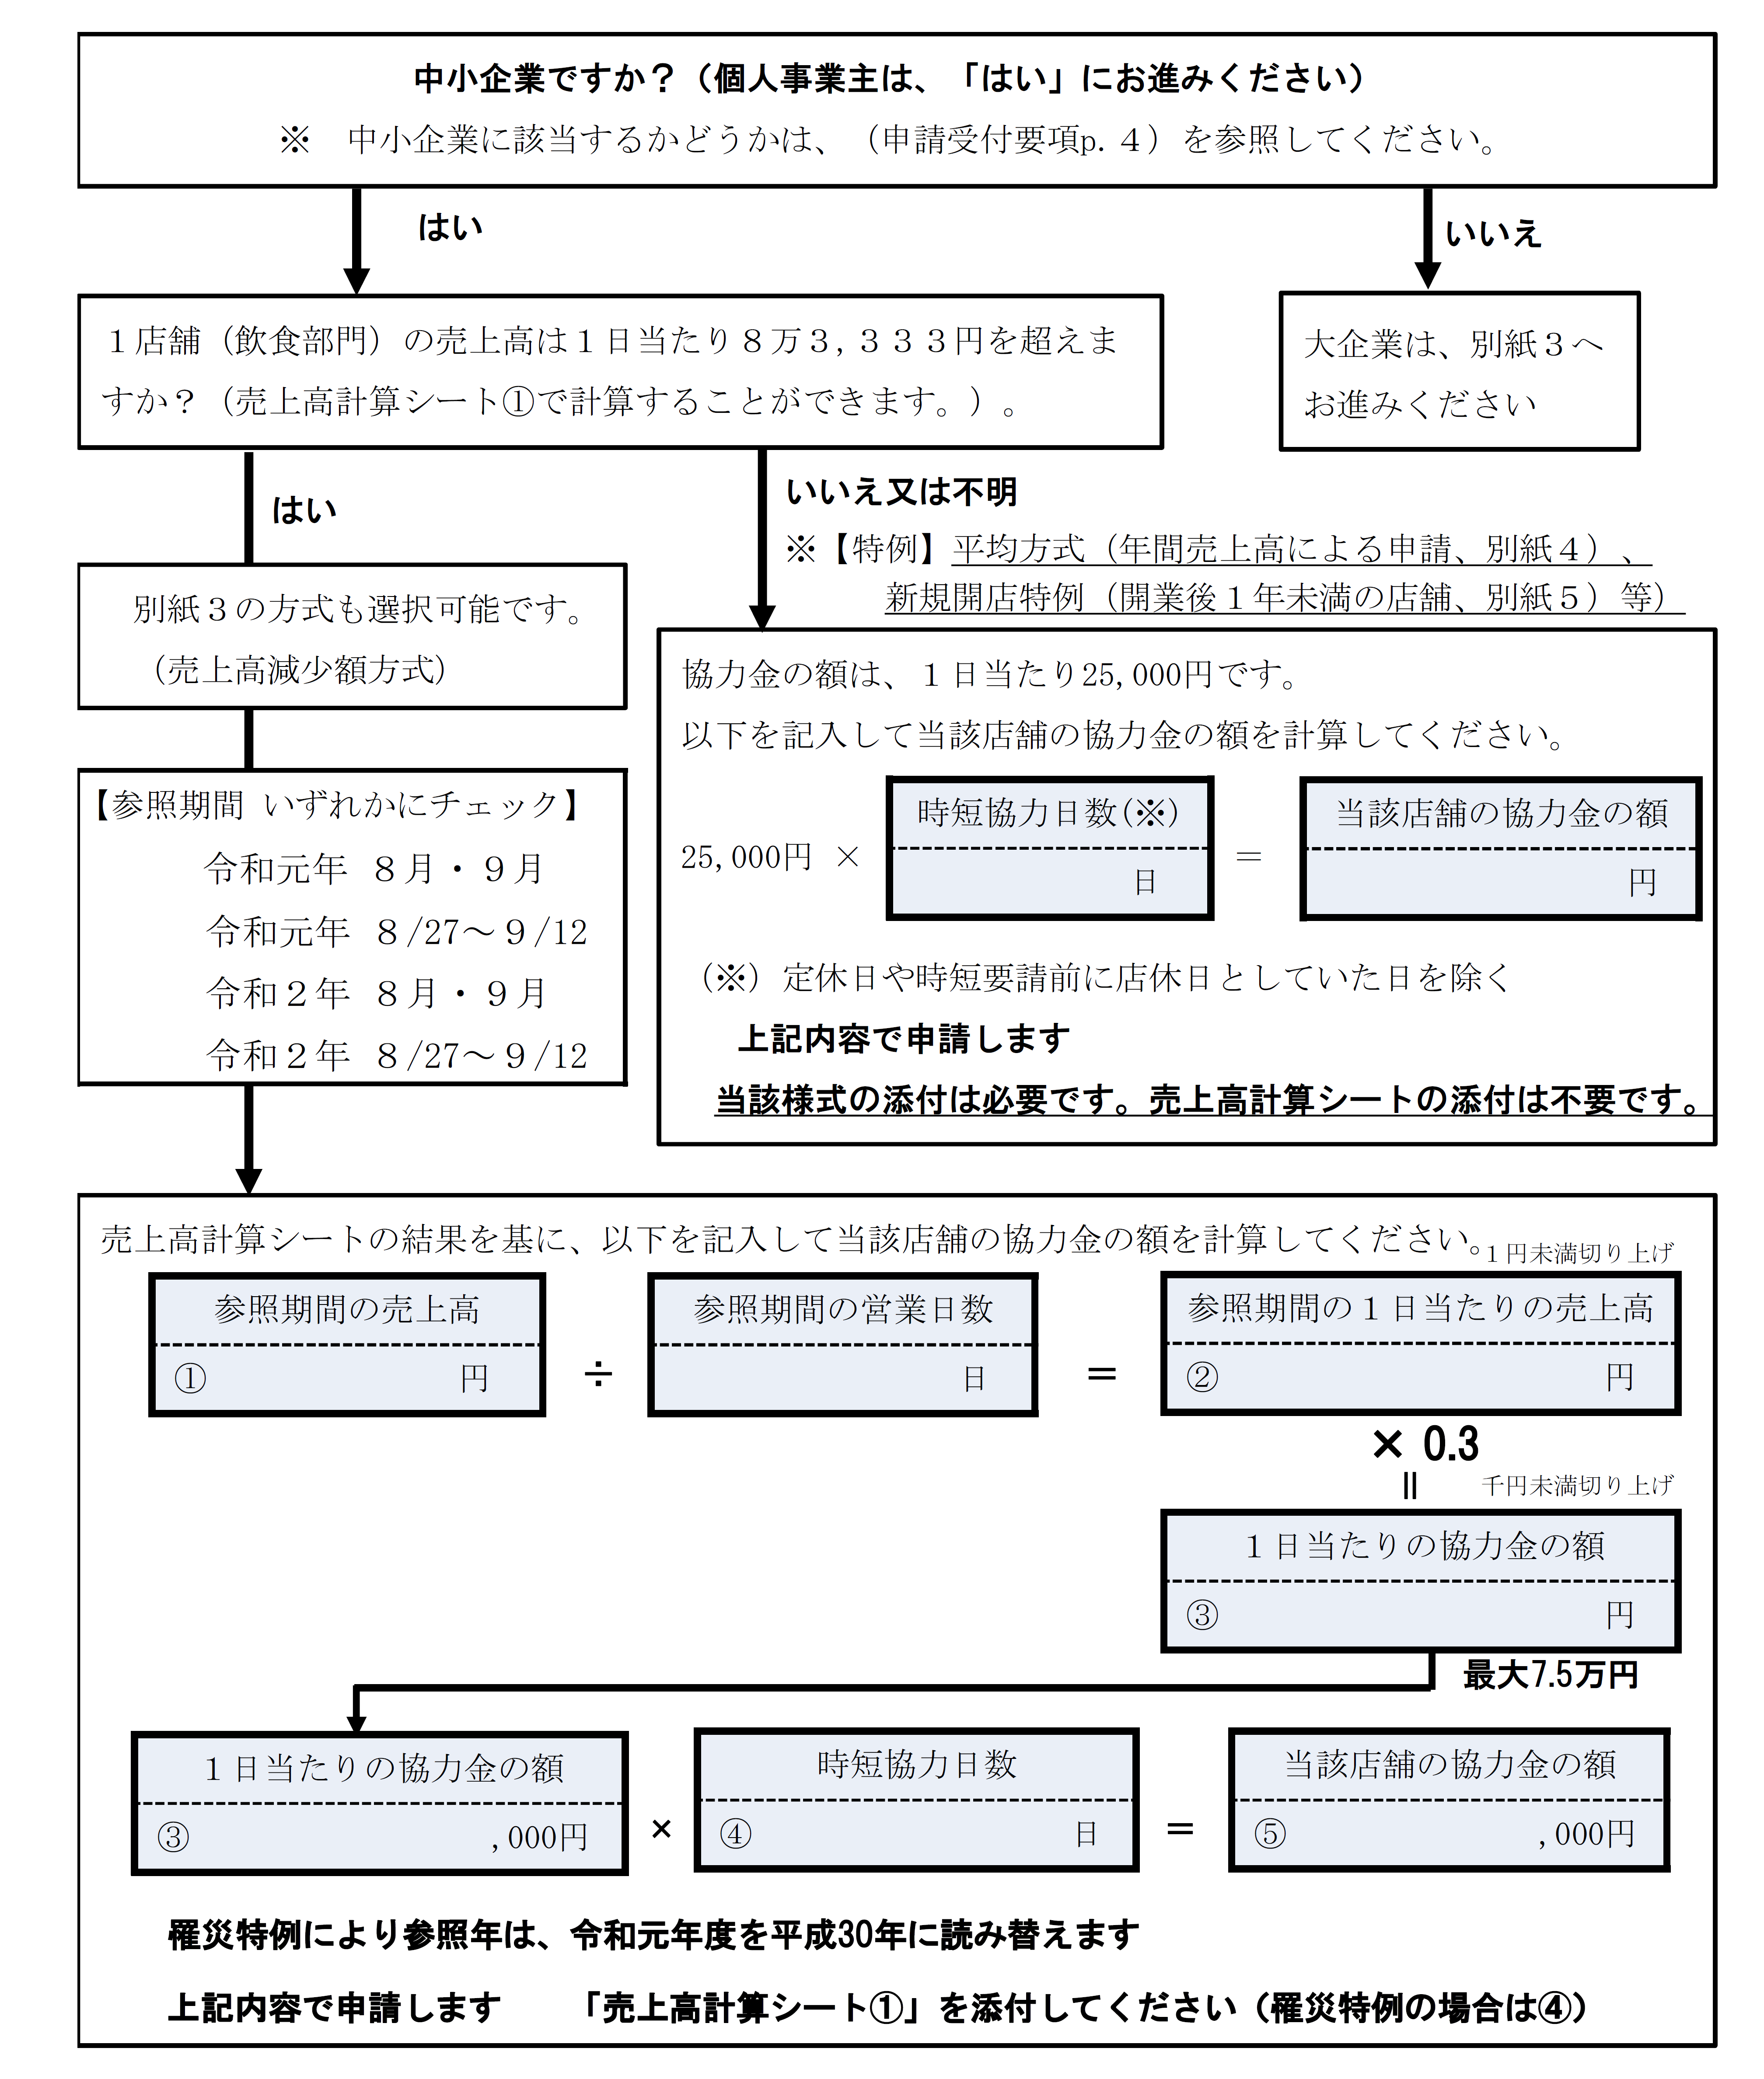 中小企業ですか？（個人事業主は、「はい」にお進みください）
※　中小企業に該当するかどうかは、（申請受付要項p.４）を参照してください。
はい
いいえ
１店舗（飲食部門）の売上高は１日当たり８万３,３３３円を超えま
すか？（売上高計算シート①で計算することができます。）。
大企業は、別紙３へ
お進みください
はい
いいえ又は不明
※【特例】平均方式（年間売上高による申請、別紙４）、
新規開店特例（開業後１年未満の店舗、別紙５）等）
別紙３の方式も選択可能です。
（売上高減少額方式）
協力金の額は、１日当たり25,000円です。
以下を記入して当該店舗の協力金の額を計算してください。
時短協力日数(※)
当該店舗の協力金の額
25,000円 ×
日
＝
円
（※）定休日や時短要請前に店休日としていた日を除く
上記内容で申請します
当該様式の添付は必要です。売上高計算シートの添付は不要です。
【参照期間 いずれかにチェック】
令和元年 ８月・９月
令和元年 ８/27～９/12
令和２年 ８月・９月
令和２年 ８/27～９/12
売上高計算シートの結果を基に、以下を記入して当該店舗の協力金の額を計算してください。
１円未満切り上げ
参照期間の売上高
参照期間の営業日数
参照期間の１日当たりの売上高
① 円
÷
日
＝
② 円
× 0.3
＝
千円未満切り上げ
１日当たりの協力金の額
③ 円
最大7.5万円
１日当たりの協力金の額
時短協力日数
当該店舗の協力金の額
③ ,000円
×
④ 日
＝
⑤ ,000円
罹災特例により参照年は、令和元年度を平成30年に読み替えます
上記内容で申請します　「売上高計算シート①」を添付してください（罹災特例の場合は④）